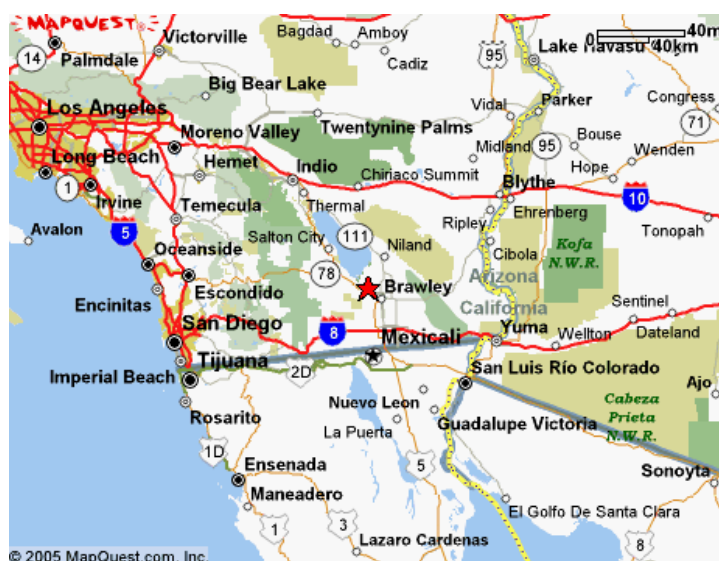 MAPQUEST
Victorville
Bagdad
Amboy
Cadiz
95
40m
40km
Lake Havasu
14
Palmdale
Big Bear Lake
Vidal
Parker
Congress
71
Los Angeles
Twentynine Palms
Moreno Valley
Midland
95
Bouse
Wenden
Hope
Long Beach
Hemet
Indio
Chiriaco Summit
Blythe
1
Irvine
Temecula
Thermal
Ehrenberg
10
Avalon
5
Salton City
111
Niland
Ripley
Cibola
Kofa
N.W.R.
Tonopah
Oceanside
78
Arizona
Encinitas
Escondido
Brawley
California
Sentinel
San Diego
8
Mexicali
Yuma
Wellton
Dateland
Tijuana
Imperial Beach
2D
San Luis Río Colorado
Ajo
Rosarito
Nuevo Leon
Cabeza
Prieta
N.W.R.
La Puerta
Guadalupe Victoria
1D
Ensenada
5
Sonoyta
Maneadero
El Golfo De Santa Clara
1
3
8
Lazaro Cardenas
© 2005 MapQuest.com, Inc.